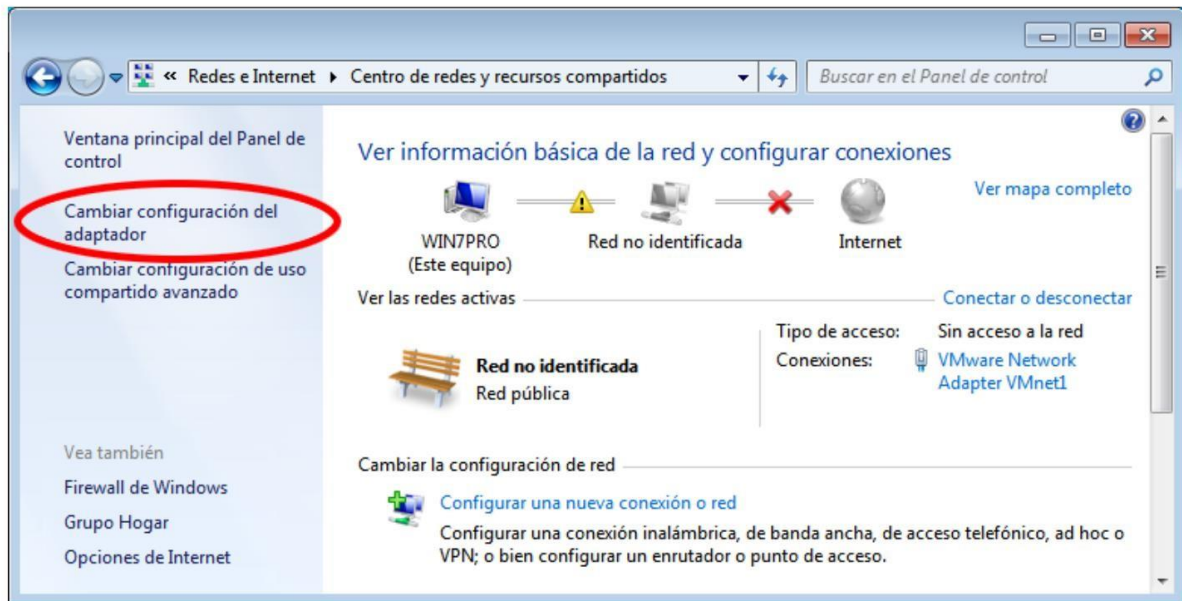 « Redes e Internet ▸ Centro de redes y recursos compartidos
Buscar en el Panel de control
Ventana principal del Panel de
control
Cambiar configuración del
adaptador
Cambiar configuración de uso
compartido avanzado
Vea también
Firewall de Windows
Grupo Hogar
Opciones de Internet
Ver información básica de la red y configurar conexiones
Ver mapa completo
WIN7PRO
(Este equipo)
Red no identificada
Internet
Ver las redes activas
Conectar o desconectar
Red no identificada
Red pública
Tipo de acceso: Sin acceso a la red
Conexiones: VMware Network
Adapter VMnet1
Cambiar la configuración de red
Configurar una nueva conexión o red
Configurar una conexión inalámbrica, de banda ancha, de acceso telefónico, ad hoc o
VPN; o bien configurar un enrutador o punto de acceso.